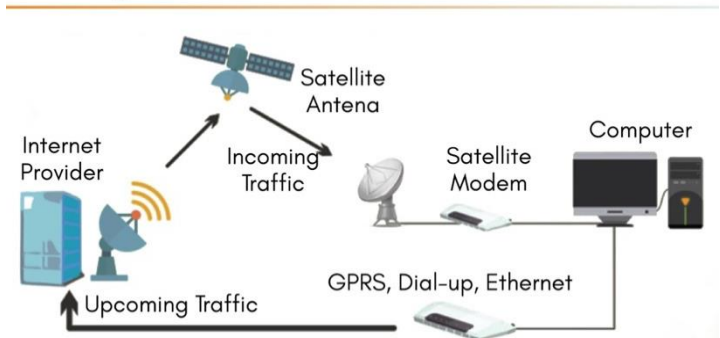 Satellite
Antena
Internet
Provider
Incoming
Traffic
Satellite
Modem
Computer
GPRS, Dial-up, Ethernet
Upcoming Traffic